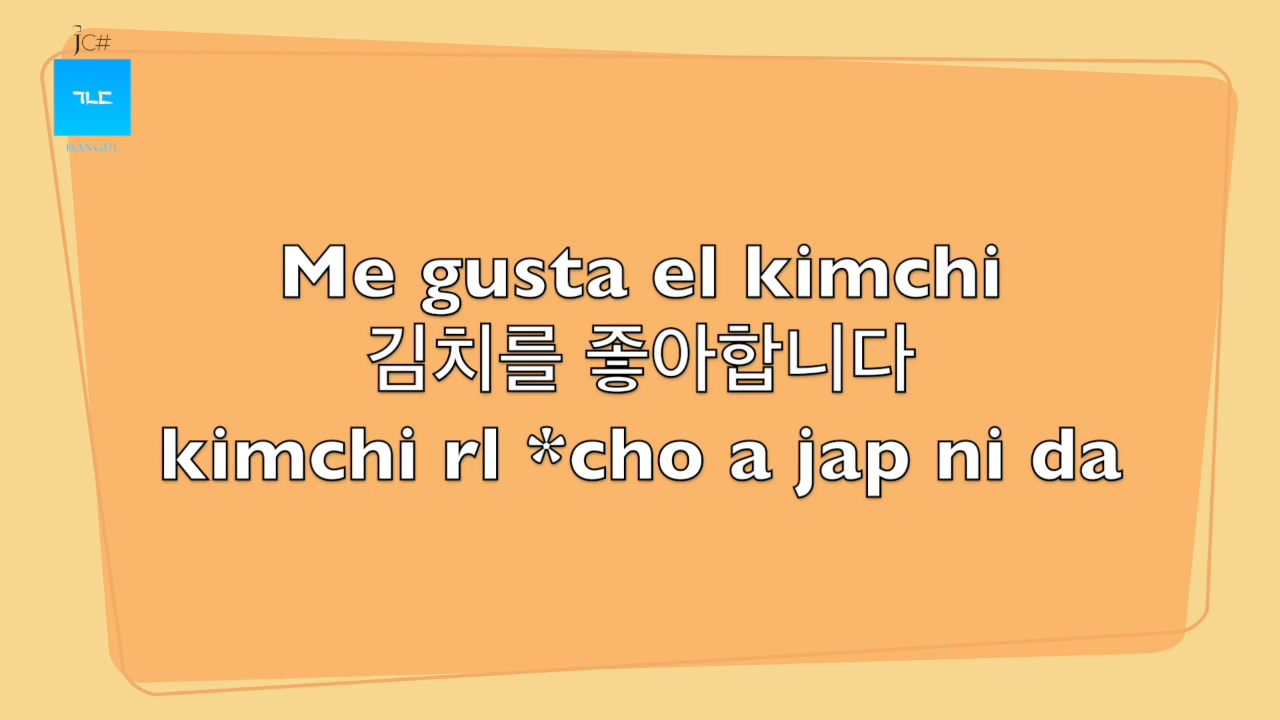 JC#
ㄱㄴㄷ
HANGUL
Me gusta el kimchi
김치를 좋아합니다
kimchi rl *cho a jap ni da